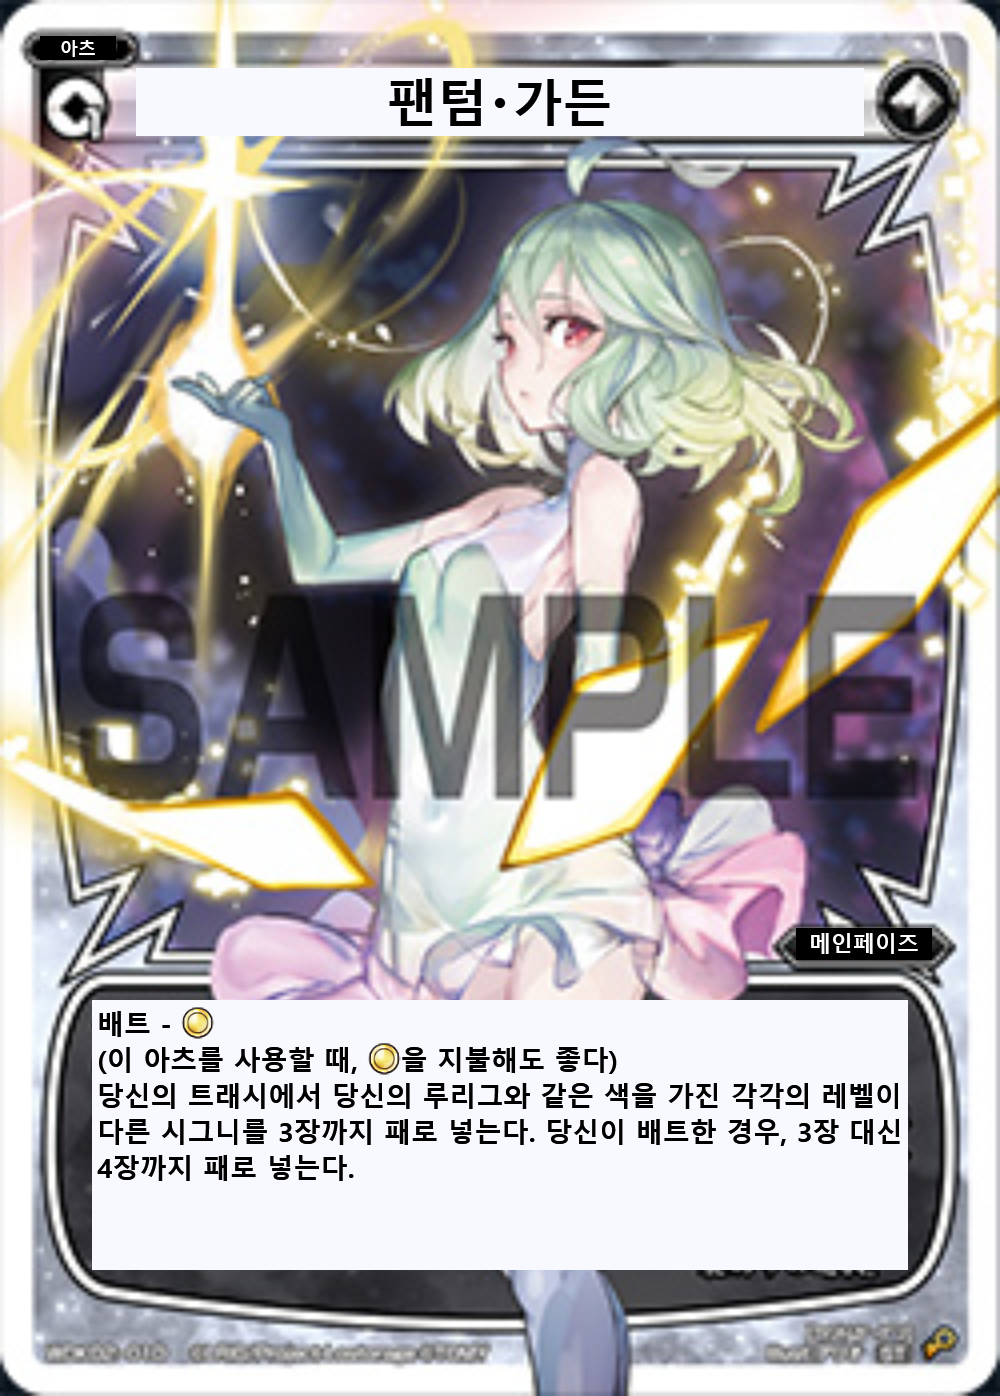 아츠
팬텀·가든
1
SAMPLE
메인페이즈
배트 -
(이 아츠를 사용할 때, 을 지불해도 좋다)
당신의 트래시에서 당신의 루리그와 같은 색을 가진 각각의 레벨이
다른 시그니를 3장까지 패로 넣는다. 당신이 배트한 경우, 3장 대신
4장까지 패로 넣는다.